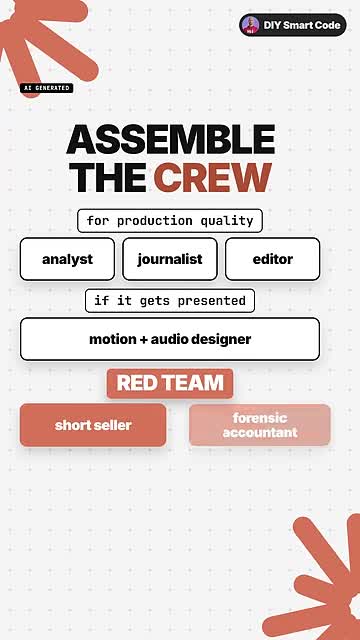 DIY Smart Code
AI GENERATED
ASSEMBLE
THE CREW
for production quality
analyst journalist editor
if it gets presented
motion + audio designer
RED TEAM
short seller
forensic
accountant